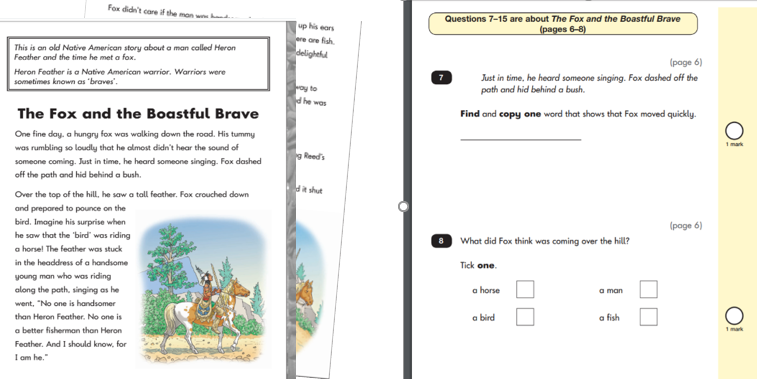 Fox didn't care if the man was
up his ears
ere are fish.
delightful
way to
d he was
g Reed's
d it shut
This is an old Native American story about a man called Heron
Feather and the time he met a fox.
Heron Feather is a Native American warrior. Warriors were
sometimes known as 'braves'.
The Fox and the Boastful Brave
One fine day, a hungry fox was walking down the road. His tummy
was rumbling so loudly that he almost didn't hear the sound of
someone coming. Just in time, he heard someone singing. Fox dashed
off the path and hid behind a bush.
Over the top of the hill, he saw a tall feather. Fox crouched down
and prepared to pounce on the
bird. Imagine his surprise when
he saw that the 'bird' was riding
a horse! The feather was stuck
in the headdress of a handsome
young man who was riding
along the path, singing as he
went, "No one is handsomer
than Heron Feather. No one is
a better fisherman than Heron
Feather. And I should know, for
I am he."
Questions 7–15 are about The Fox and the Boastful Brave
(pages 6–8)
(page 6)
7
Just in time, he heard someone singing. Fox dashed off the
path and hid behind a bush.
Find and copy one word that shows that Fox moved quickly.
1 mark
(page 6)
8
What did Fox think was coming over the hill?
Tick one.
a horse
a man
a bird
a fish
1 mark